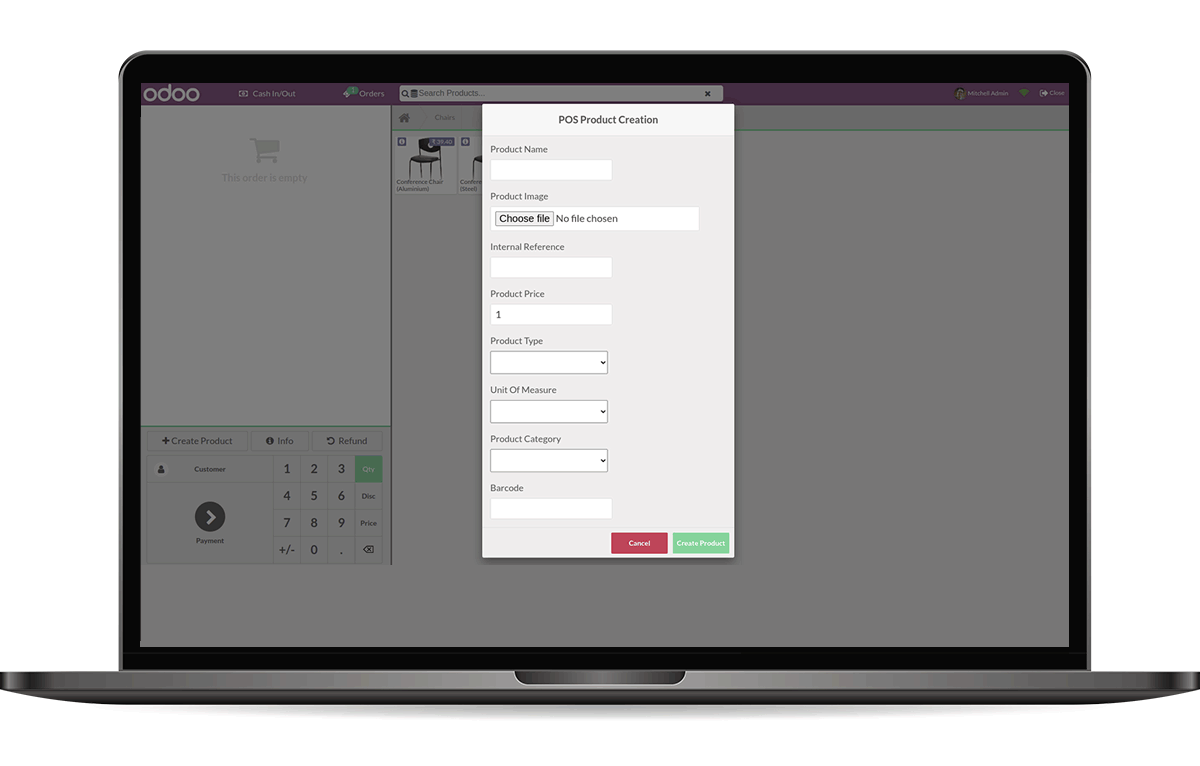 odoo
Cash In/Out
1
Orders
Search Products...
Mitchell Admin
Close
Chairs
This order is empty
39.40
Conference Chair
(Aluminium)
(Steel)
POS Product Creation
Product Name
Product Image
Choose file No file chosen
Internal Reference
Product Price
1
Product Type
Unit Of Measure
Product Category
Barcode
Cancel
Create Product
Create Product
Info
Refund
Customer
1 2 3 Qty
4 5 6 Disc.
7 8 9 Price
+/- 0 .
Payment